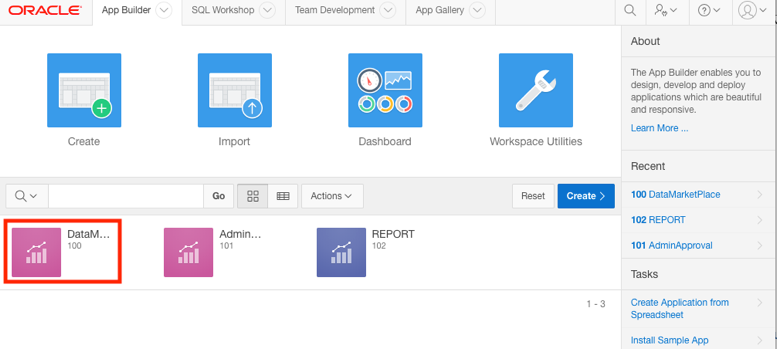 ORACLE
App Builder
SQL Workshop
Team Development
App Gallery
Create
Import
Dashboard
Workspace Utilities
Go
Actions
Reset
Create
DataM...
100
Admin...
101
REPORT
102
1 - 3
About
The App Builder enables you to
design, develop and deploy
applications which are beautiful
and responsive.
Learn More ...
Recent
100 DataMarketPlace
102 REPORT
101 AdminApproval
Tasks
Create Application from
Spreadsheet
Install Sample App